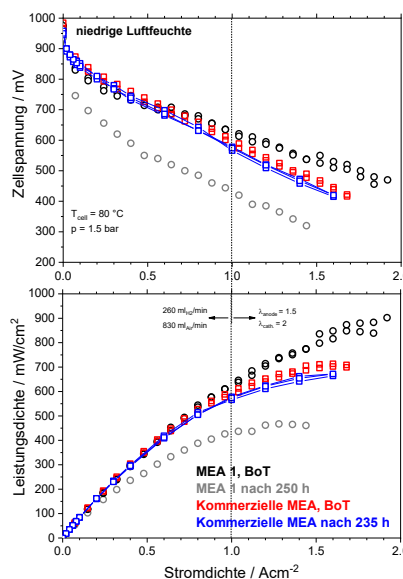 niedrige Luftfeuchte
1000
900
800
700
600
500
400
300
200
Zellspannung / mV
T_cell = 80 °C
p = 1.5 bar
0.0 0.5 1.0 1.5 2.0
1000
900
800
700
600
500
400
300
200
100
0
Leistungsdichte / mW/cm²
260 ml_H2/min
830 ml_Air/min
λ_anode = 1.5
λ_cath = 2
MEA 1, BoT
MEA 1 nach 250 h
Kommerzielle MEA, BoT
Kommerzielle MEA nach 235 h
0.0 0.5 1.0 1.5 2.0
Stromdichte / Acm⁻²